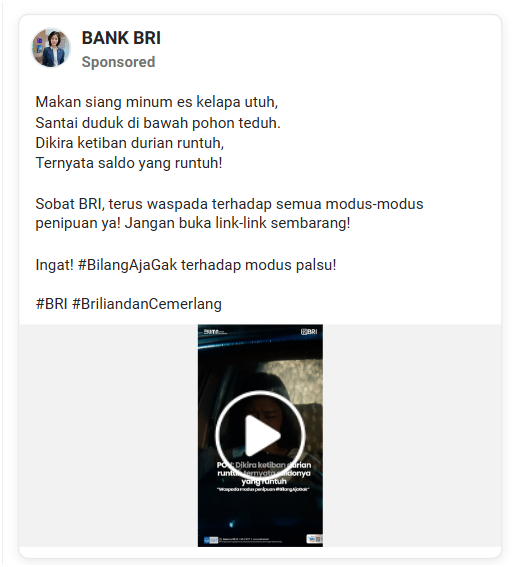 BANK BRI
Sponsored
Makan siang minum es kelapa utuh,
Santai duduk di bawah pohon teduh.
Dikira ketiban durian runtuh,
Ternyata saldo yang runtuh!
Sobat BRI, terus waspada terhadap semua modus-modus
penipuan ya! Jangan buka link-link sembarang!
Ingat! #BilangAjaGak terhadap modus palsu!
#BRI #BriliandanCemerlang
BRI
POV: Dikira ketiban durian
runtuh, ternyata saldonya
yang runtuh
"Waspada modus penipuan #BilangAjaGak"